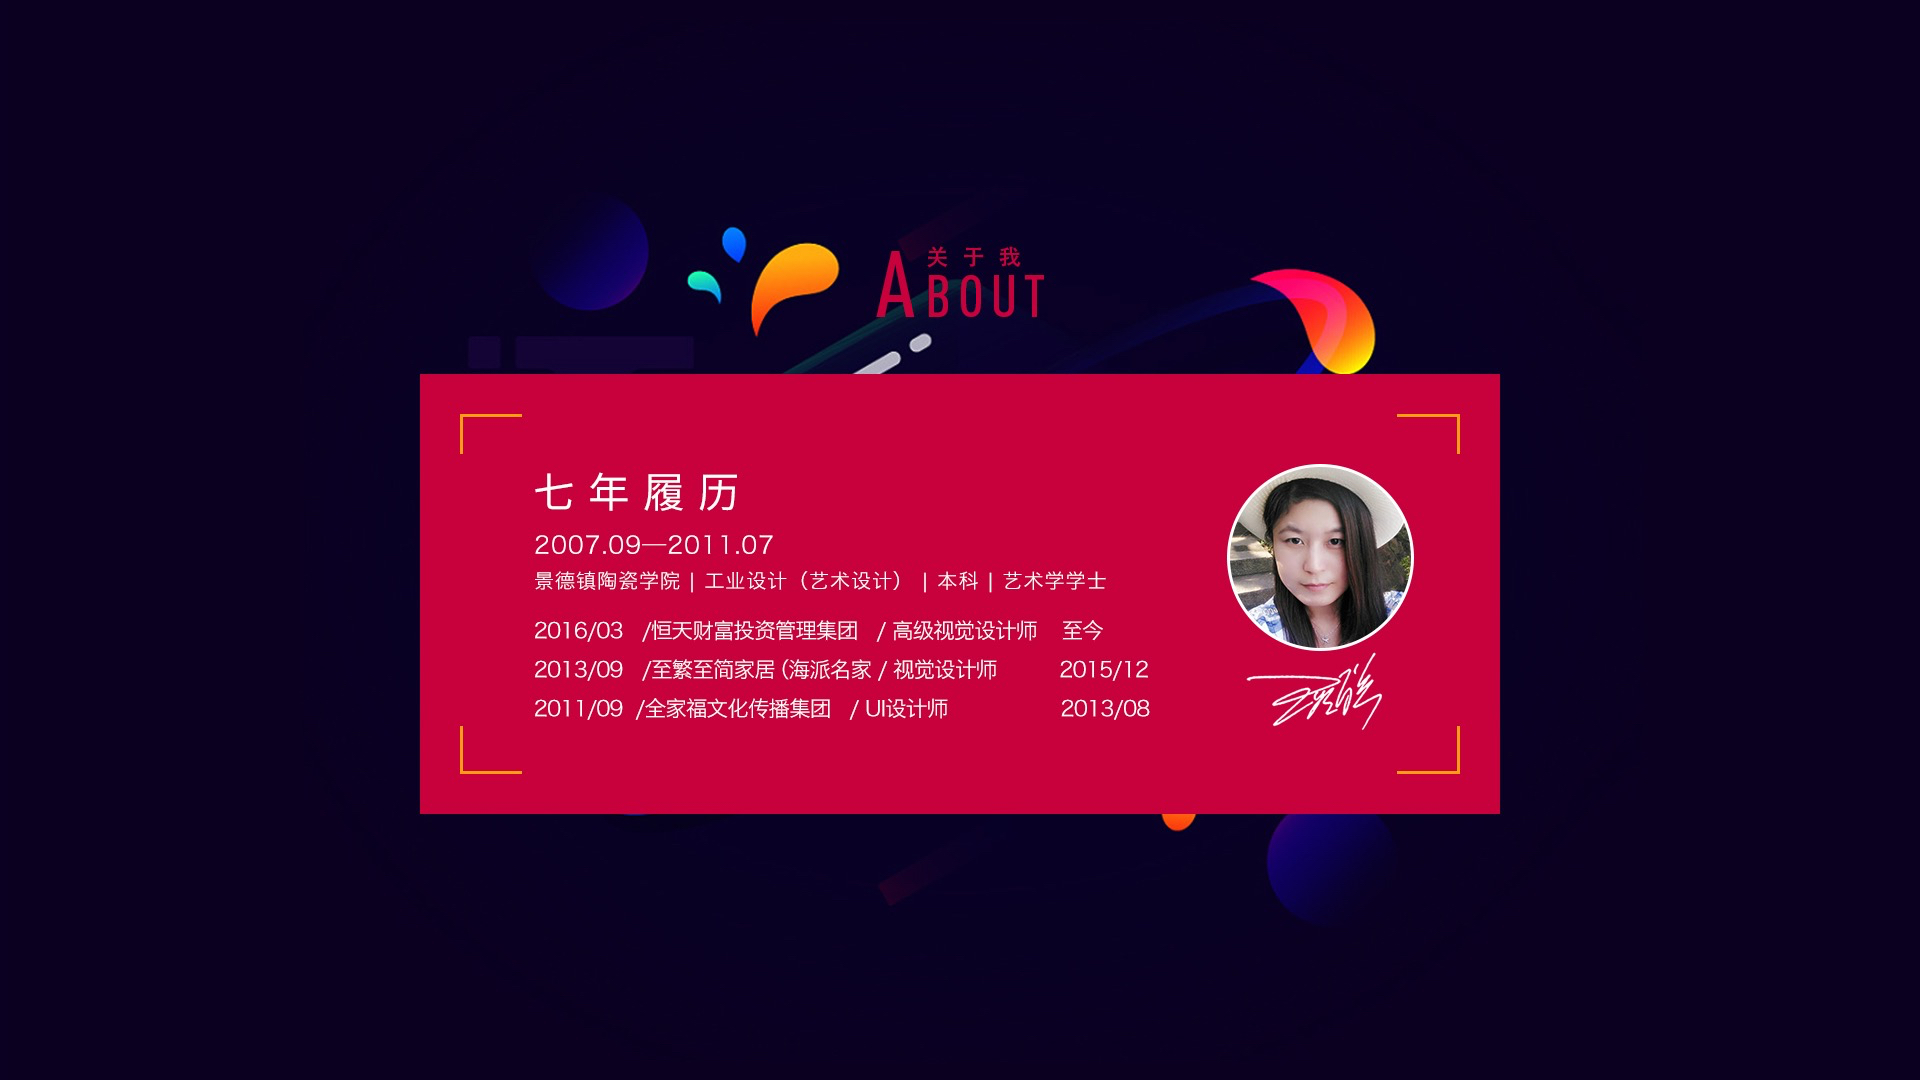 关于我
ABOUT
七年履历
2007.09—2011.07
景德镇陶瓷学院 | 工业设计（艺术设计） | 本科 | 艺术学学士
2016/03 /恒天财富投资管理集团 / 高级视觉设计师 至今
2013/09 /至繁至简家居 (海派名家 / 视觉设计师 2015/12
2011/09 /全家福文化传播集团 / UI设计师 2013/08